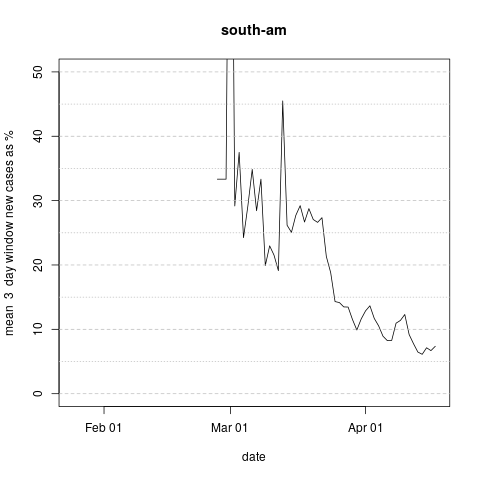 south-am
mean  3  day window new cases as %
50
40
30
20
10
0
Feb 01
Mar 01
Apr 01
date